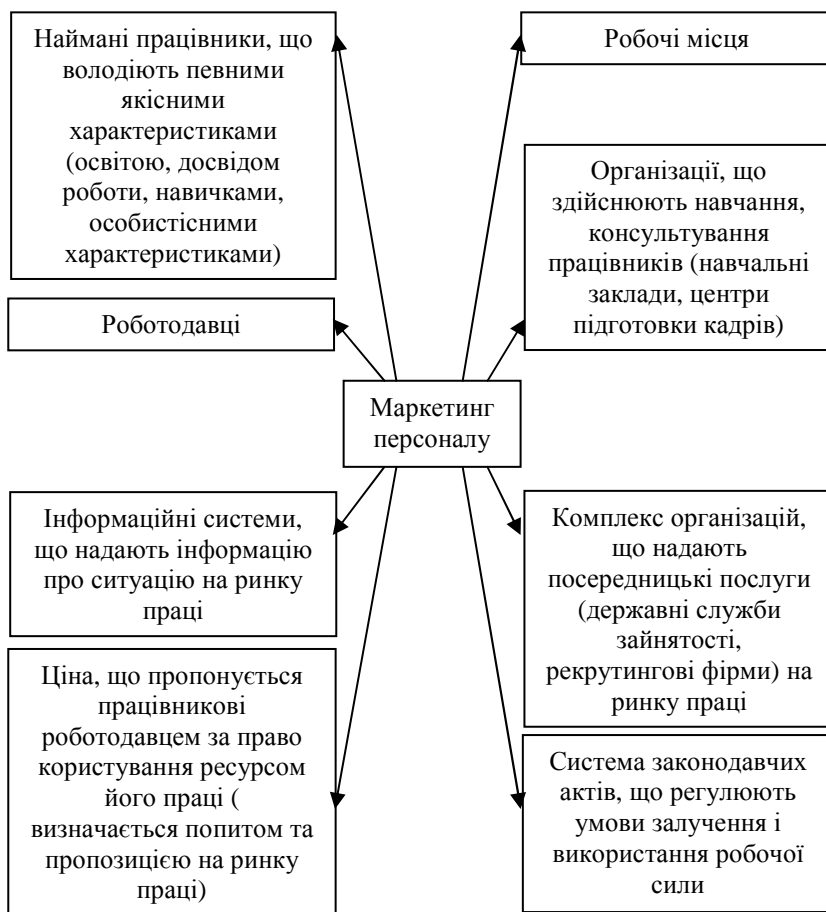 Наймані працівники, що
володіють певними
якісними
характеристиками
(освітою, досвідом
роботи, навичками,
особистісними
характеристиками)
Робочі місця
Організації, що
здійснюють навчання,
консультування
працівників (навчальні
заклади, центри
підготовки кадрів)
Роботодавці
Маркетинг
персоналу
Інформаційні системи,
що надають інформацію
про ситуацію на ринку
праці
Комплекс організацій,
що надають
посередницькі послуги
(державні служби
зайнятості,
рекрутингові фірми) на
ринку праці
Ціна, що пропонується
працівникові
роботодавцем за право
користування ресурсом
його праці (
визначається попитом та
пропозицією на ринку
праці)
Система законодавчих
актів, що регулюють
умови залучення і
використання робочої
сили